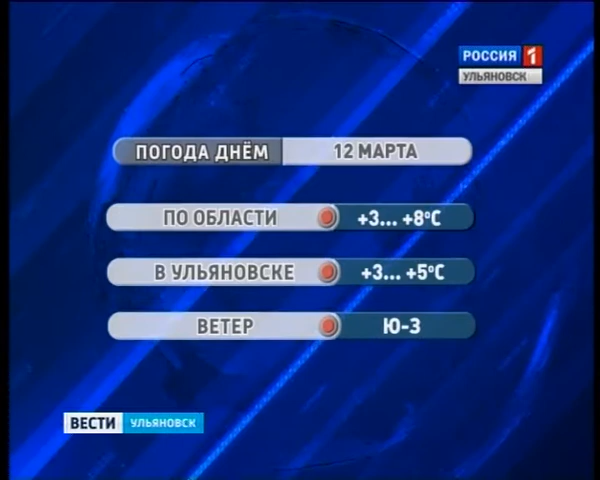 РОССИЯ 1
УЛЬЯНОВСК
ПОГОДА ДНЁМ 12 МАРТА
ПО ОБЛАСТИ +3... +8°C
В УЛЬЯНОВСКЕ +3... +5°C
ВЕТЕР Ю-З
ВЕСТИ УЛЬЯНОВСК